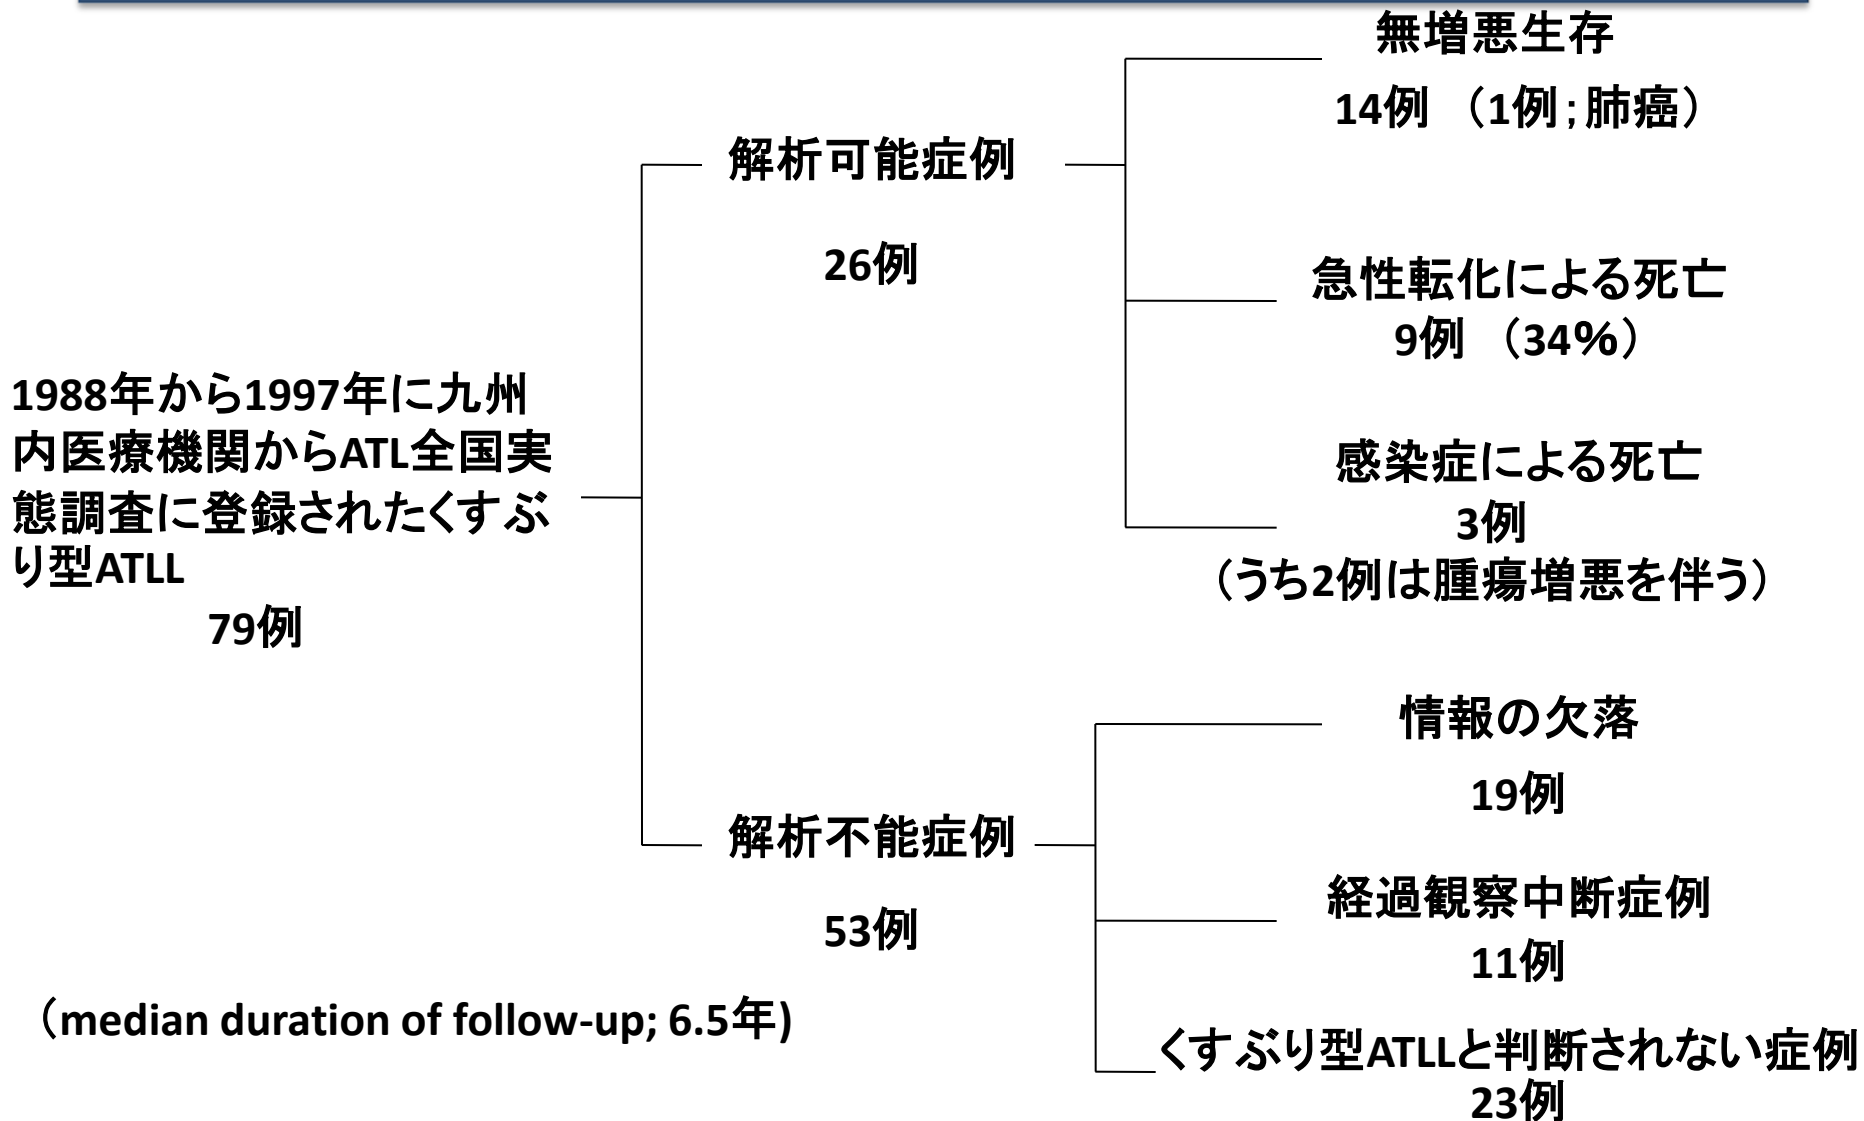 1988年から1997年に九州
内医療機関からATL全国実
態調査に登録されたくすぶ
り型ATLL
79例
解析可能症例
26例
無増悪生存
14例 （1例；肺癌）
急性転化による死亡
9例 （34%）
感染症による死亡
3例
（うち2例は腫瘍増悪を伴う）
解析不能症例
53例
情報の欠落
19例
経過観察中断症例
11例
くすぶり型ATLLと判断されない症例
23例
（median duration of follow-up; 6.5年)